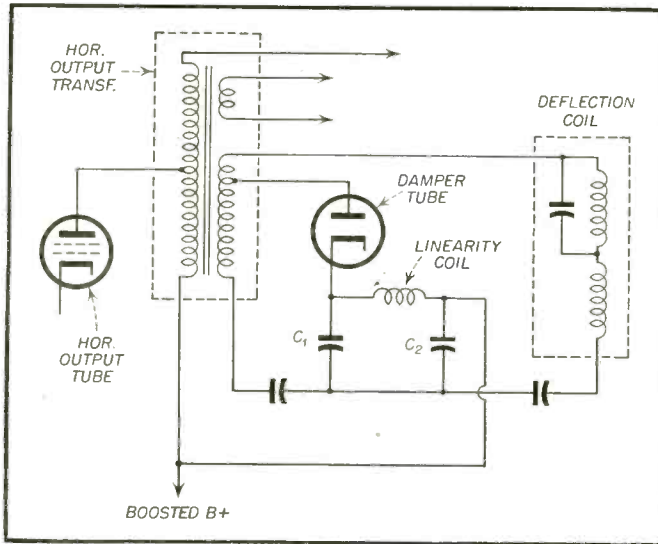 HOR.
OUTPUT
TRANSF.
DEFLECTION
COIL
DAMPER
TUBE
LINEARITY
COIL
C₁
C₂
HOR.
OUTPUT
TUBE
BOOSTED B+